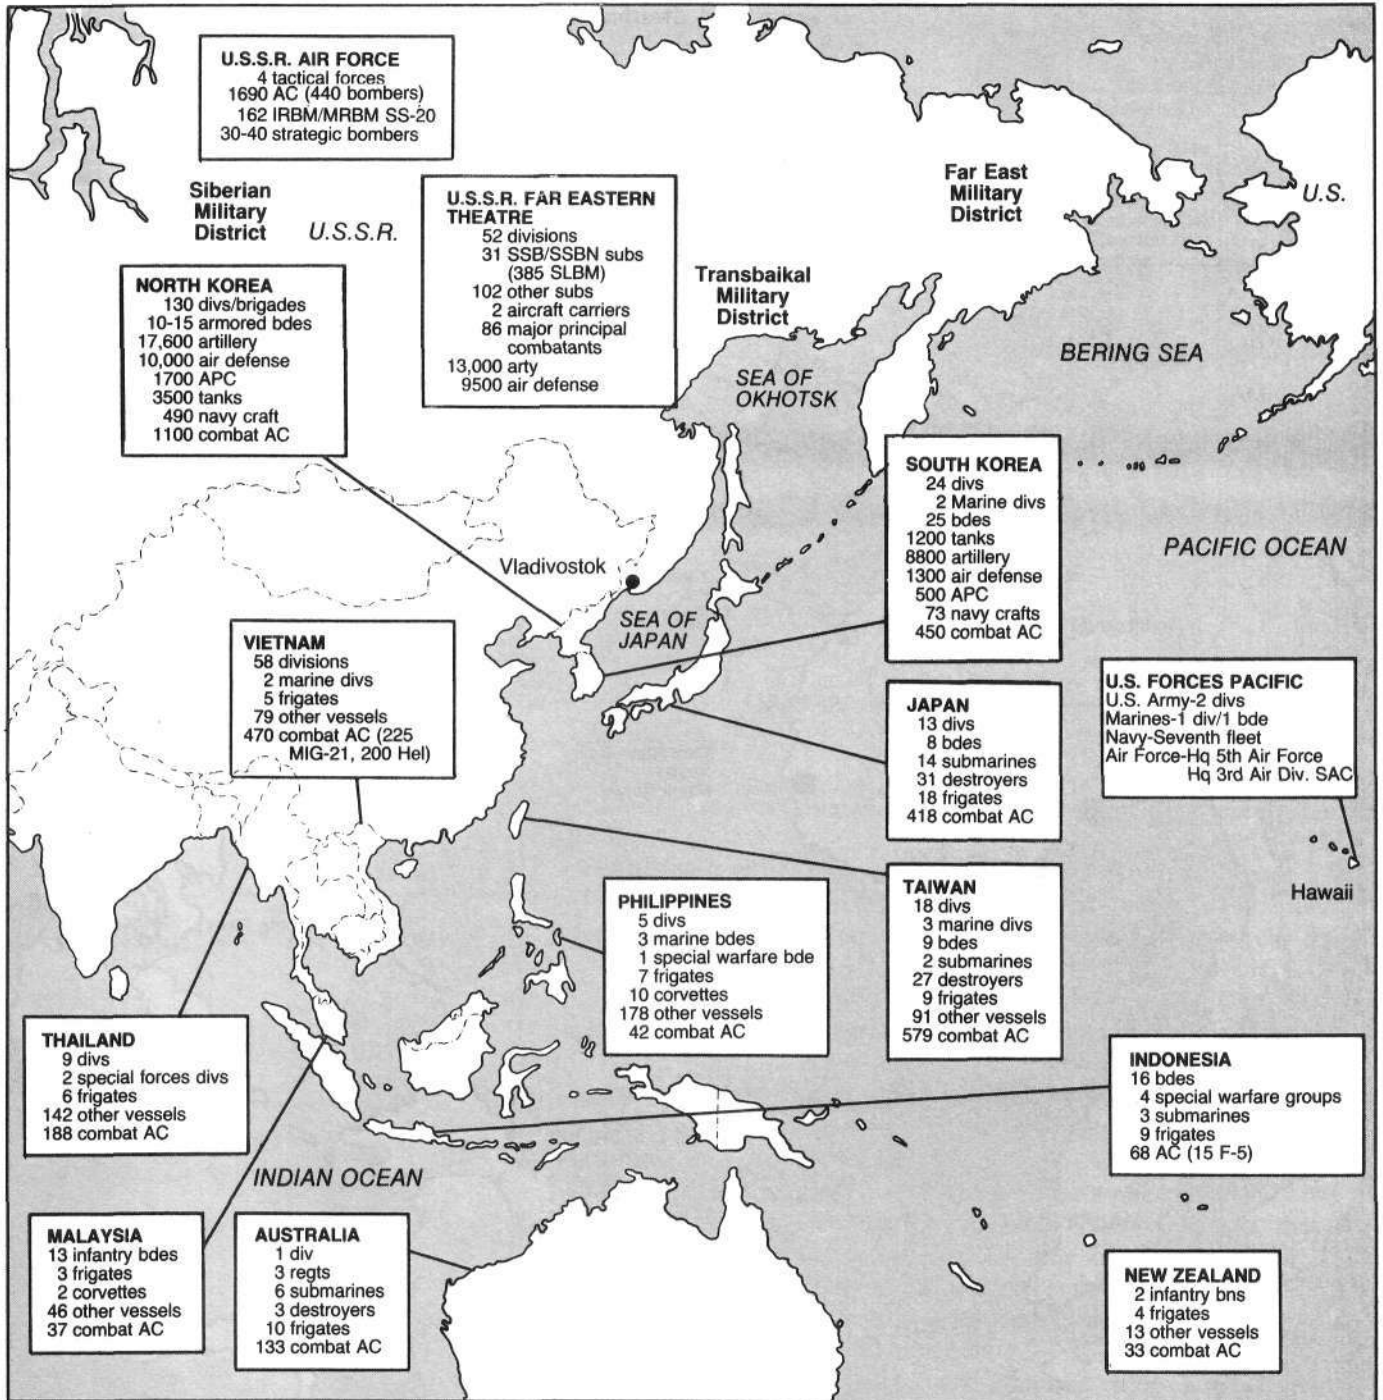 U.S.S.R. AIR FORCE
4 tactical forces
1690 AC (440 bombers)
162 IRBM/MRBM SS-20
30-40 strategic bombers
Siberian
Military
District
U.S.S.R.
U.S.S.R. FAR EASTERN
THEATRE
52 divisions
31 SSB/SSBN subs
(385 SLBM)
102 other subs
2 aircraft carriers
86 major principal
combatants
13,000 arty
9500 air defense
Far East
Military
District
U.S.
Transbaikal
Military
District
NORTH KOREA
130 divs/brigades
10-15 armored bdes
17,600 artillery
10,000 air defense
1700 APC
3500 tanks
490 navy craft
1100 combat AC
BERING SEA
SEA OF
OKHOTSK
SOUTH KOREA
24 divs
2 Marine divs
25 bdes
1200 tanks
8800 artillery
1300 air defense
500 APC
73 navy crafts
450 combat AC
PACIFIC OCEAN
Vladivostok
SEA OF
JAPAN
VIETNAM
58 divisions
2 marine divs
5 frigates
79 other vessels
470 combat AC (225
MIG-21, 200 Hel)
JAPAN
13 divs
8 bdes
14 submarines
31 destroyers
18 frigates
418 combat AC
U.S. FORCES PACIFIC
U.S. Army-2 divs
Marines-1 div/1 bde
Navy-Seventh fleet
Air Force-Hq 5th Air Force
Hq 3rd Air Div. SAC
Hawaii
PHILIPPINES
5 divs
3 marine bdes
1 special warfare bde
7 frigates
10 corvettes
178 other vessels
42 combat AC
TAIWAN
18 divs
3 marine divs
9 bdes
2 submarines
27 destroyers
9 frigates
91 other vessels
579 combat AC
THAILAND
9 divs
2 special forces divs
6 frigates
142 other vessels
188 combat AC
INDONESIA
16 bdes
4 special warfare groups
3 submarines
9 frigates
68 AC (15 F-5)
INDIAN OCEAN
MALAYSIA
13 infantry bdes
3 frigates
2 corvettes
46 other vessels
37 combat AC
AUSTRALIA
1 div
3 regts
6 submarines
3 destroyers
10 frigates
133 combat AC
NEW ZEALAND
2 infantry bns
4 frigates
13 other vessels
33 combat AC